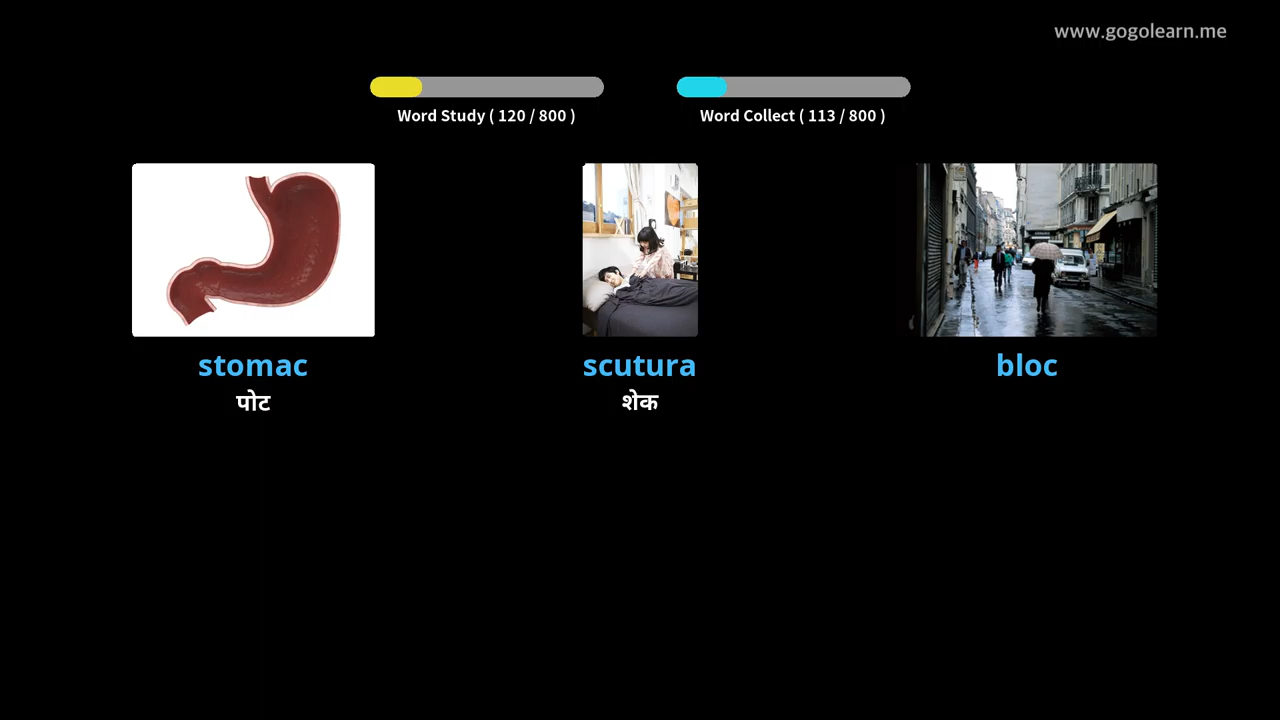 www.gogolearn.me
Word Study ( 120 / 800 )
Word Collect ( 113 / 800 )
stomac
scutura
bloc
पोट
शेक